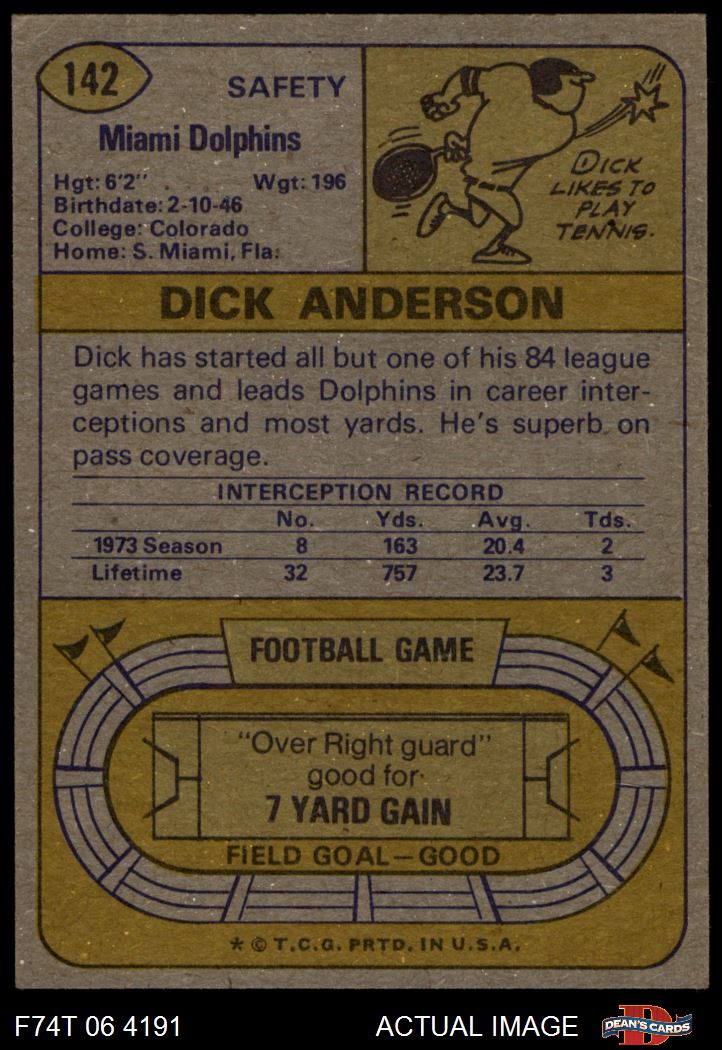 142
SAFETY
Miami Dolphins
Hgt: 6'2"
Wgt: 196
Birthdate: 2-10-46
College: Colorado
Home: S. Miami, Fla.
DICK
LIKES TO
PLAY
TENNIS.
DICK ANDERSON
Dick has started all but one of his 84 league
games and leads Dolphins in career inter-
ceptions and most yards. He's superb on
pass coverage.
INTERCEPTION RECORD
No. Yds. Avg. Tds.
1973 Season 8 163 20.4 2
Lifetime 32 757 23.7 3
FOOTBALL GAME
"Over Right guard"
good for
7 YARD GAIN
FIELD GOAL—GOOD
* © T.C.G. PRTD. IN U.S.A.
F74T 06 4191 ACTUAL IMAGE
D
DEAN'S CARDS